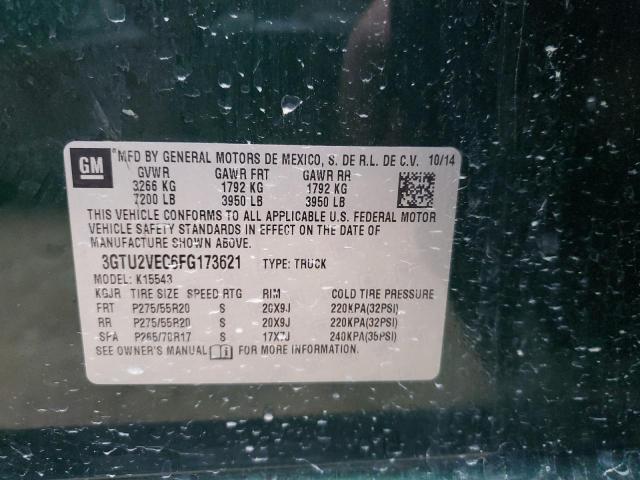 GM
® MFD BY GENERAL MOTORS DE MEXICO, S. DE R.L. DE C.V. 10/14
GVWR GAWR FRT GAWR RR
3266 KG 1792 KG 1792 KG
7200 LB 3950 LB 3950 LB
THIS VEHICLE CONFORMS TO ALL APPLICABLE U.S. FEDERAL MOTOR
VEHICLE SAFETY STANDARDS IN EFFECT ON THE DATE OF
MANUFACTURE SHOWN ABOVE.
3GTU2VEC6FG173621 TYPE: TRUCK
MODEL: K15543
KGJR TIRE SIZE SPEED RTG RIM COLD TIRE PRESSURE
FRT P275/55R20 S 20X9J 220KPA(32PSI)
RR P275/55R20 S 20X9J 220KPA(32PSI)
SPA P265/70R17 S 17X7J 240KPA(35PSI)
SEE OWNER'S MANUAL FOR MORE INFORMATION.